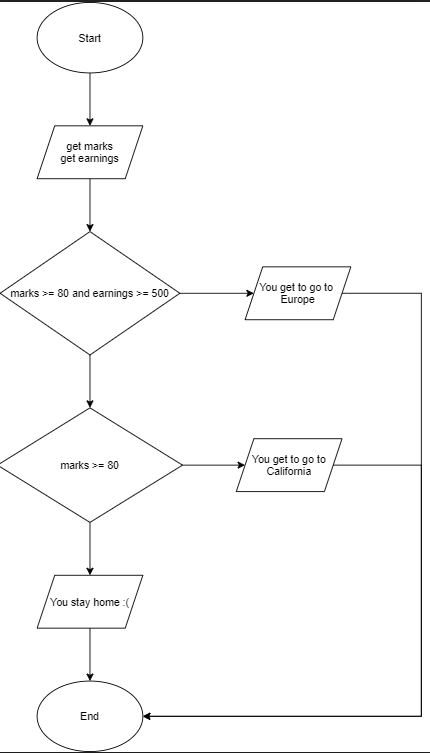 Start
get marks
get earnings
marks >= 80 and earnings >= 500
You get to go to
Europe
marks >= 80
You get to go to
California
You stay home :(
End